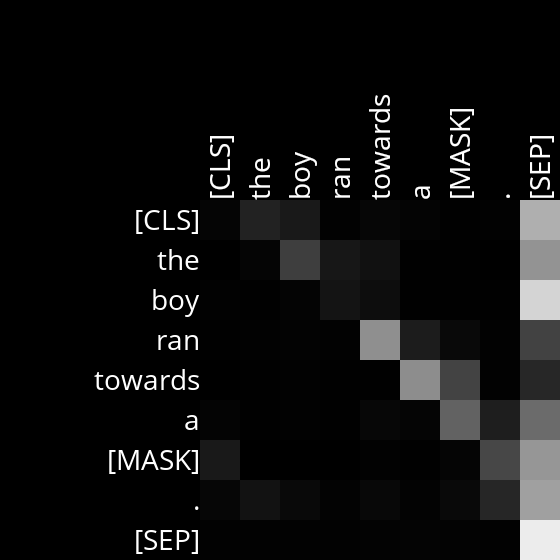 [CLS] the boy ran towards a [MASK] . [SEP]
[CLS]
the
boy
ran
towards
a
[MASK]
.
[SEP]